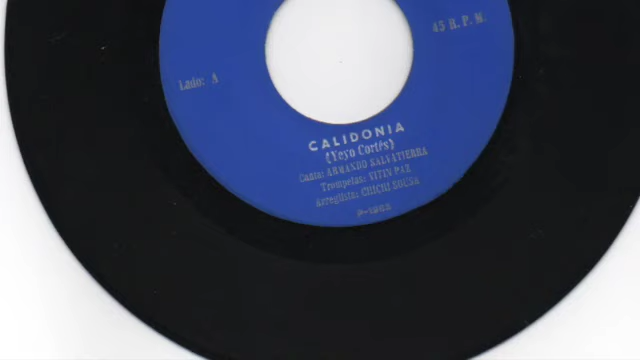 45 R.P.M.
Lado: A
CALIDONIA
(Yeyo Cortés)
Canta: ARMANDO SALVATIERRA
Trompetas: VITIN PAZ
Arreglista: CHICHI SOUSA